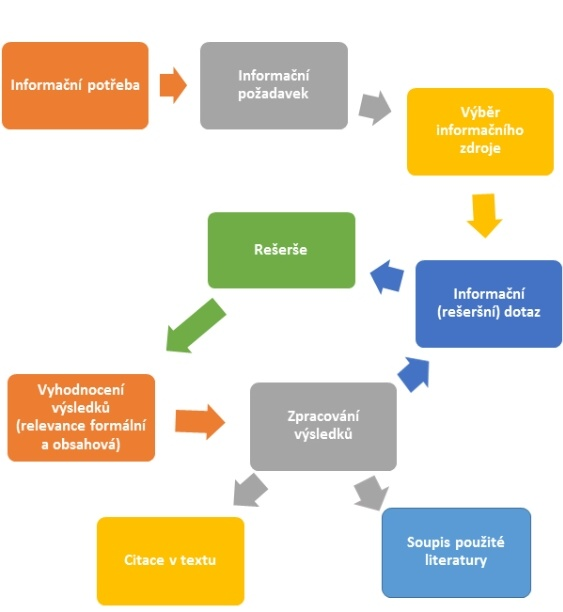 Informační potřeba
Informační
požadavek
Výběr
informačního
zdroje
Informační
(rešeršní) dotaz
Rešerše
Vyhodnocení
výsledků
(relevance formální
a obsahová)
Zpracování
výsledků
Citace v textu
Soupis použité
literatury